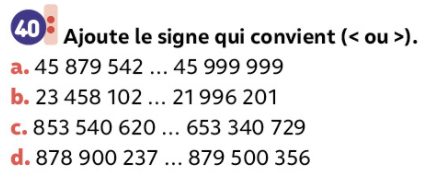 40 Ajoute le signe qui convient (< ou >).
a. 45 879 542 ... 45 999 999
b. 23 458 102 ... 21 996 201
c. 853 540 620 ... 653 340 729
d. 878 900 237 ... 879 500 356